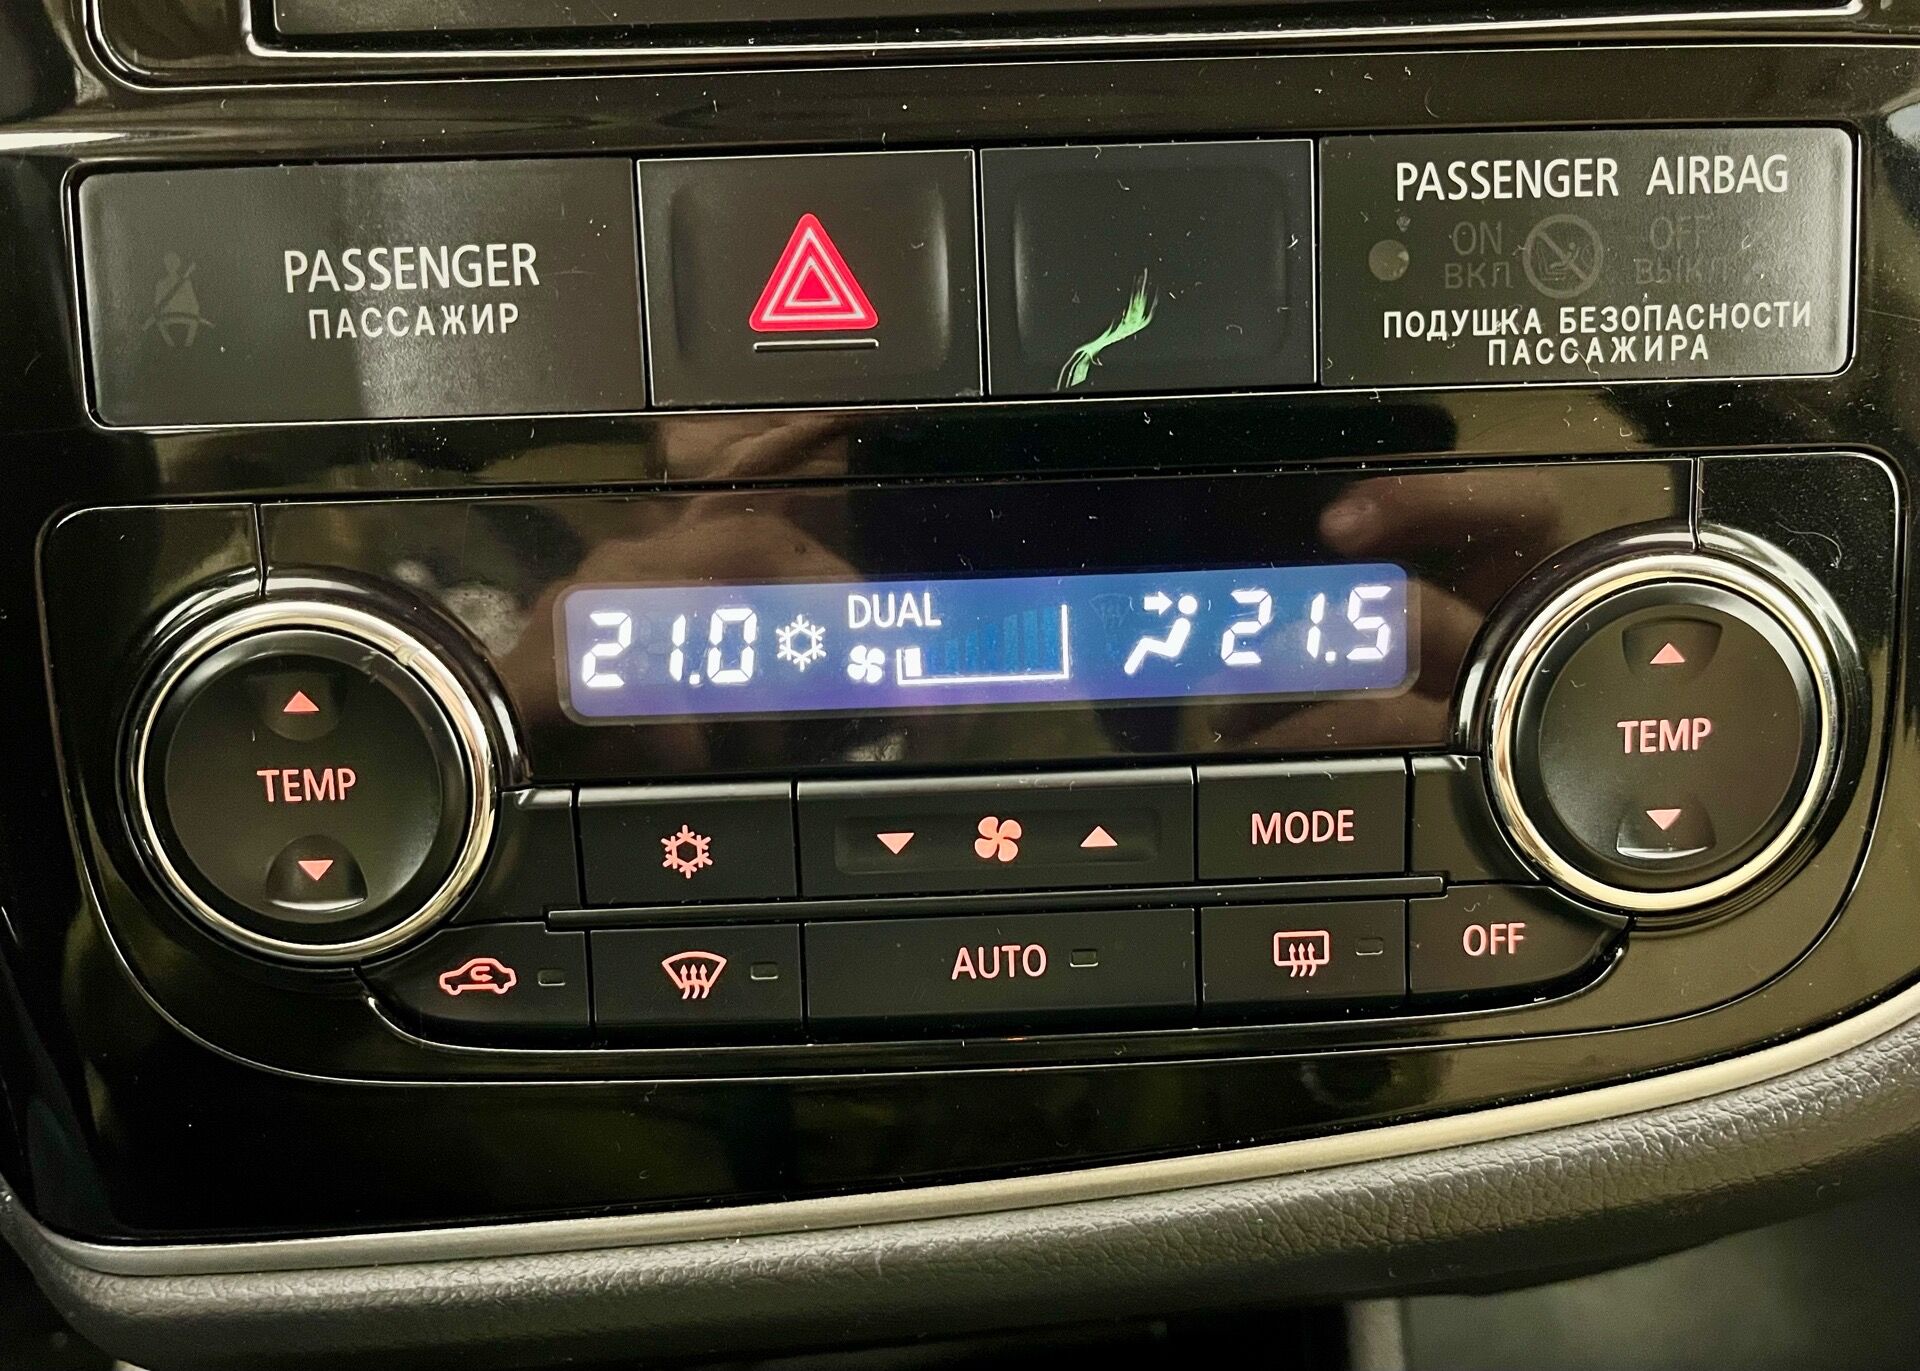 PASSENGER
ПАССАЖИР
PASSENGER AIRBAG
ON OFF
ВКЛ ВЫКЛ
ПОДУШКА БЕЗОПАСНОСТИ
ПАССАЖИРА
21.0 DUAL 21.5
TEMP
TEMP
MODE
AUTO
OFF